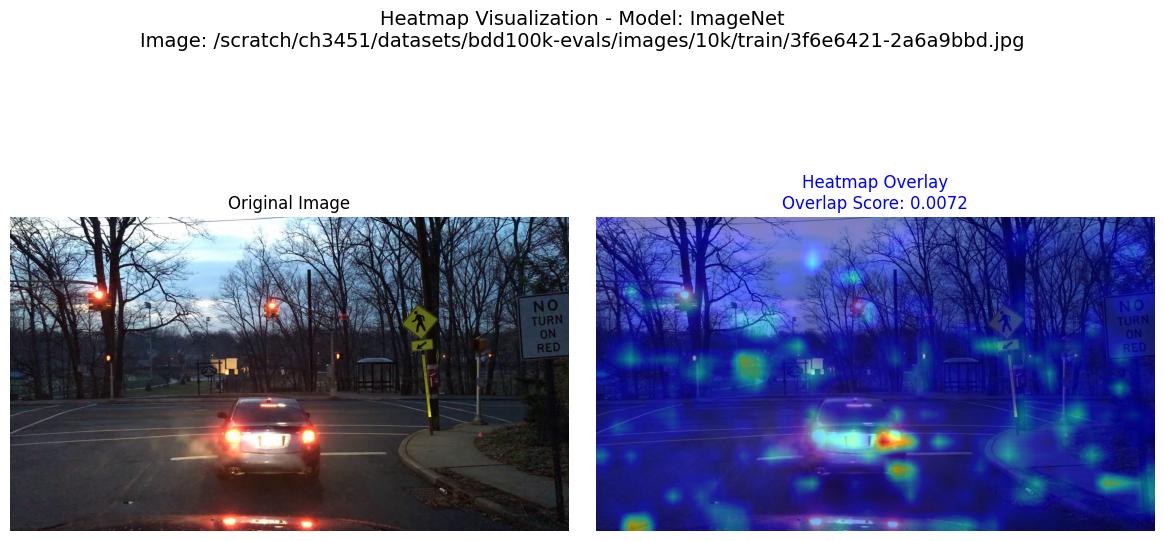 Heatmap Visualization - Model: ImageNet
Image: /scratch/ch3451/datasets/bdd100k-evals/images/10k/train/3f6e6421-2a6a9bbd.jpg
Original Image
Heatmap Overlay
Overlap Score: 0.0072
NO
TURN
ON
RED
NO
TURN
ON
RED